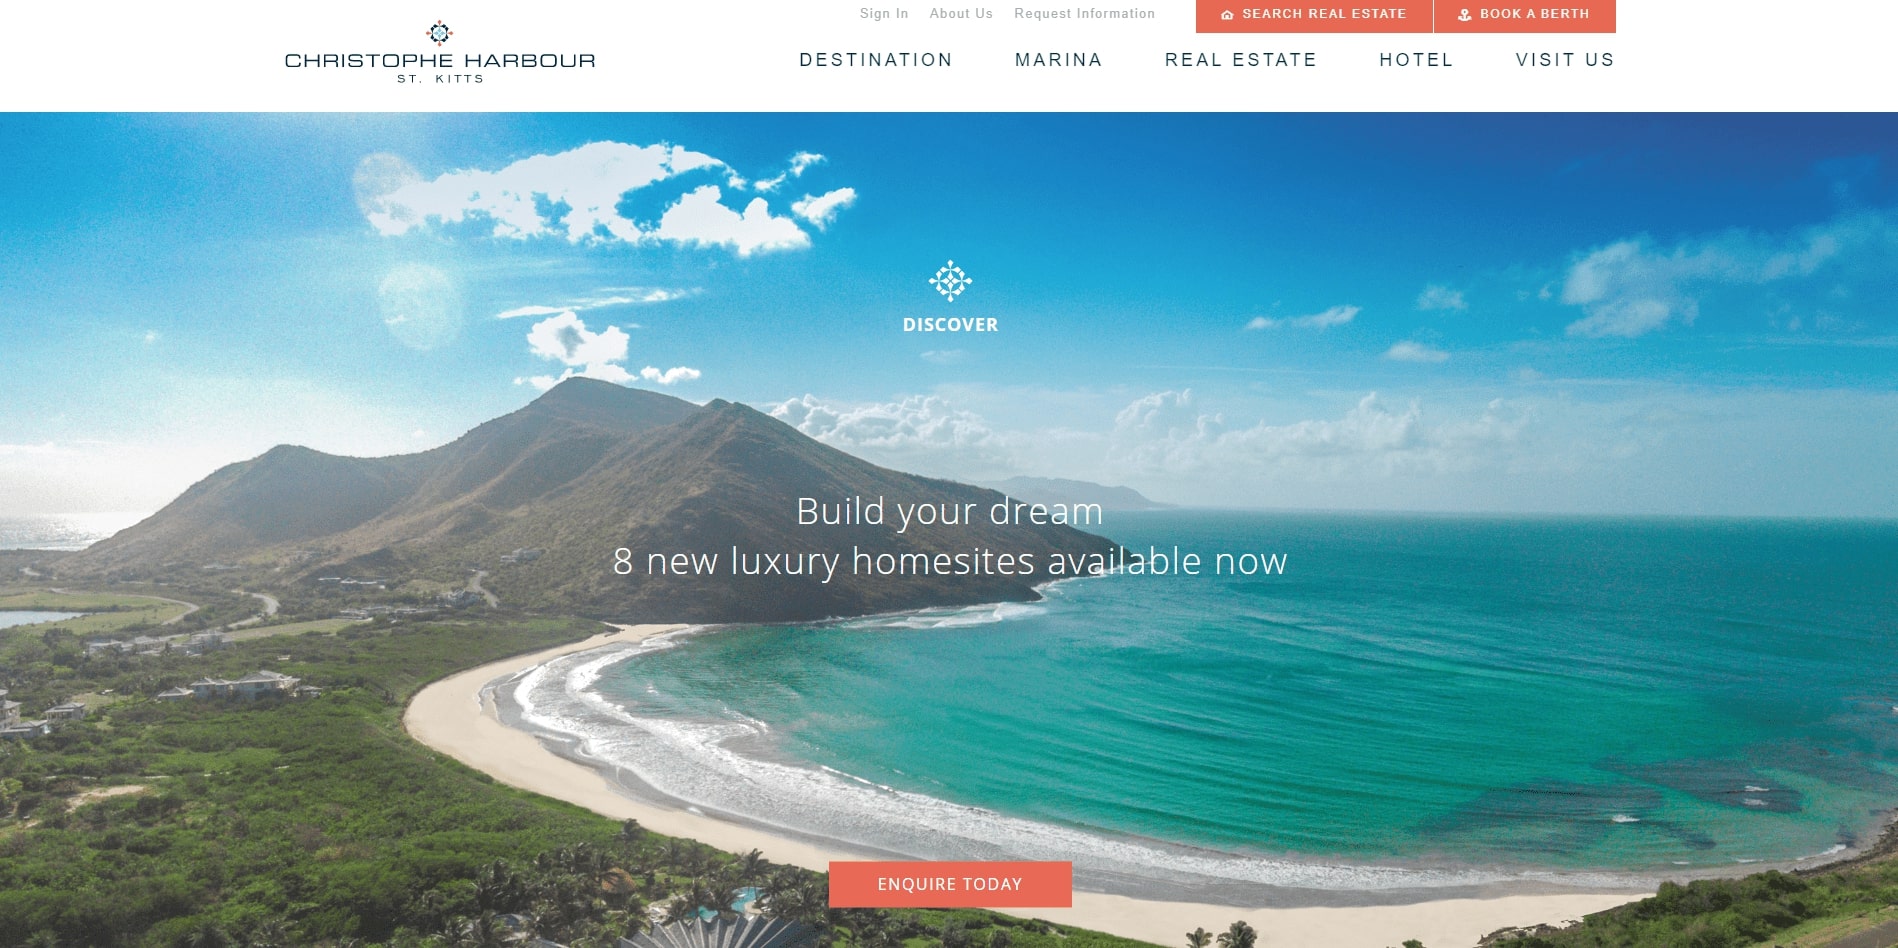 Sign In About Us Request Information SEARCH REAL ESTATE BOOK A BERTH
CHRISTOPHE HARBOUR
ST. KITTS
DESTINATION MARINA REAL ESTATE HOTEL VISIT US
DISCOVER
Build your dream
8 new luxury homesites available now
ENQUIRE TODAY